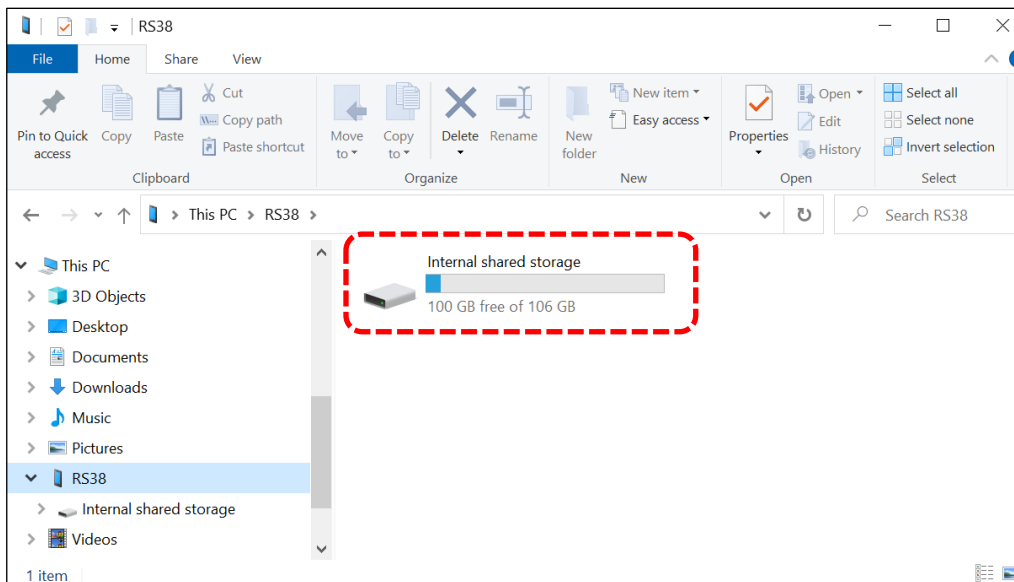 RS38
File Home Share View
Pin to Quick access
Copy
Paste
Cut
Copy path
Paste shortcut
Clipboard
Move to
Copy to
Delete
Rename
Organize
New folder
New item
Easy access
New
Properties
Open
Edit
History
Open
Select all
Select none
Invert selection
Select
This PC > RS38 >
Search RS38
This PC
3D Objects
Desktop
Documents
Downloads
Music
Pictures
RS38
Internal shared storage
Videos
Internal shared storage
100 GB free of 106 GB
1 item